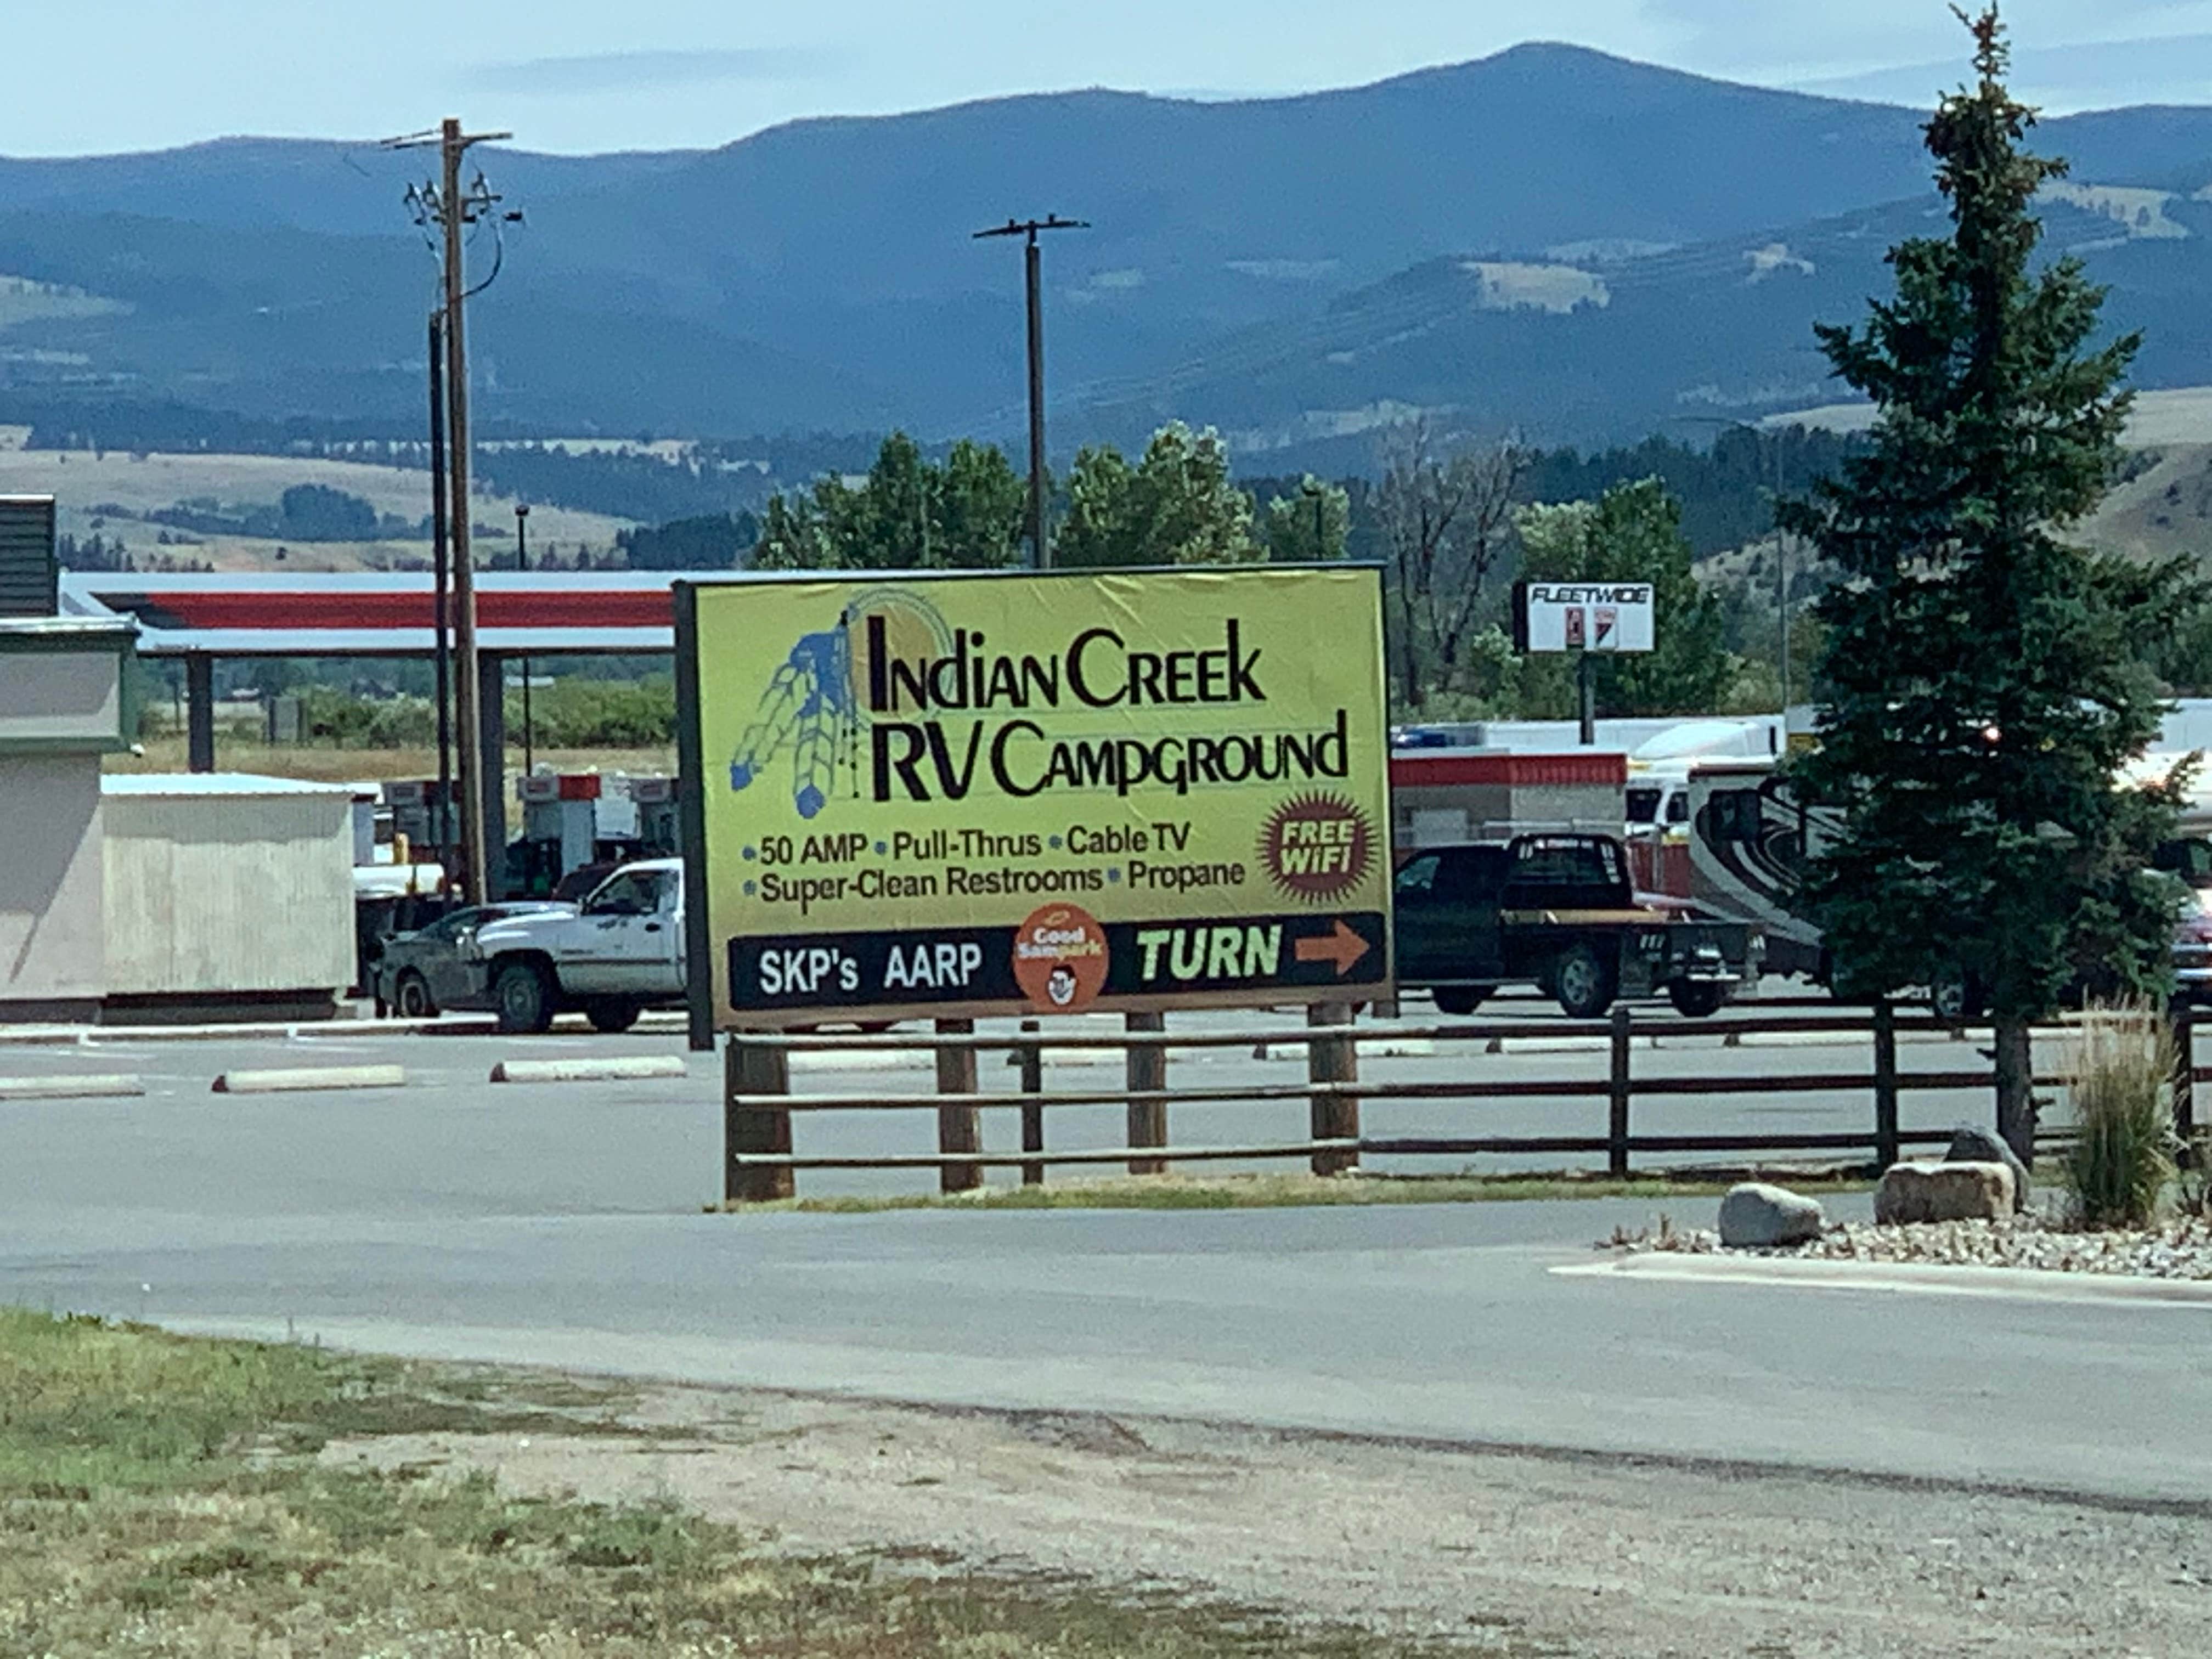 Indian Creek
RV Campground
• 50 AMP • Pull-Thrus • Cable TV
• Super-Clean Restrooms • Propane
FREE
WiFi
SKP's AARP
Good
Sampark
TURN
FLEETWIDE